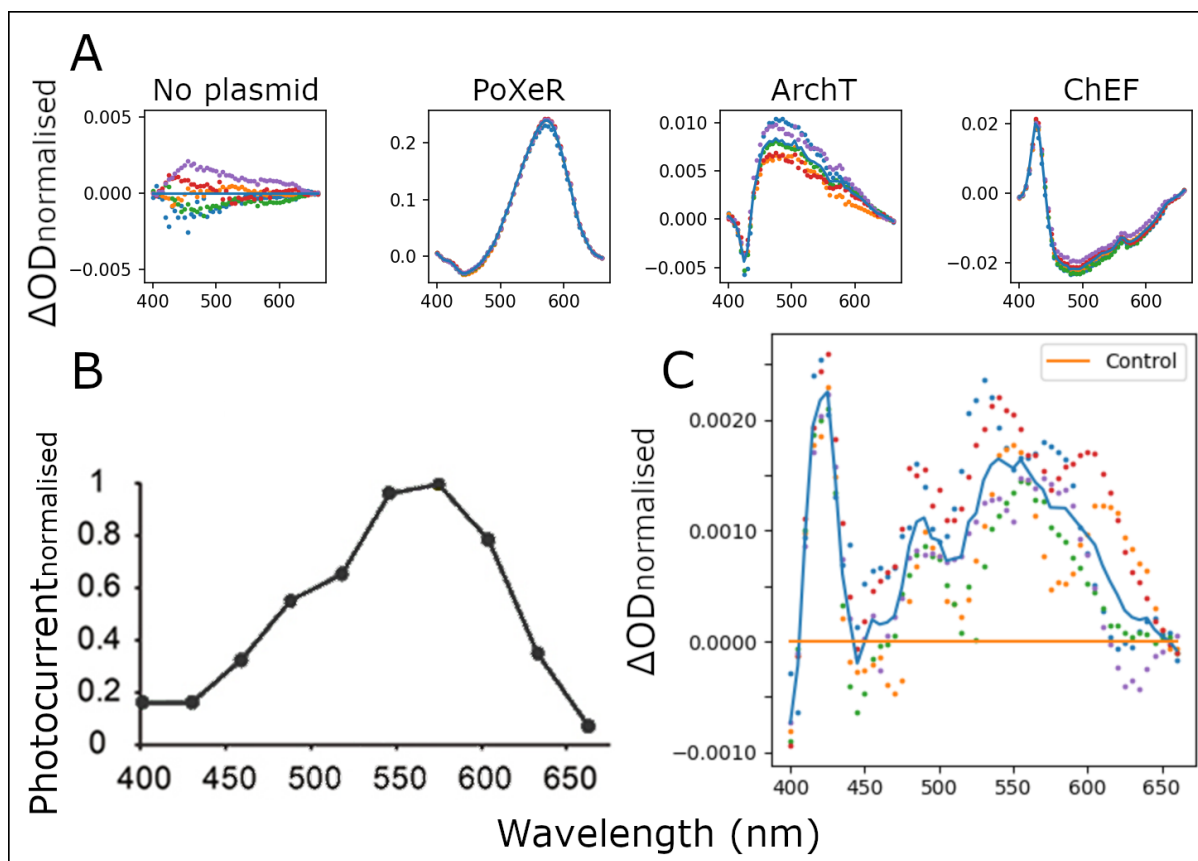 A
No plasmid
PoXeR
ArchT
ChEF
ΔODnormalised
0.005
0.000
−0.005
400 500 600
0.2
0.1
0.0
400 500 600
0.010
0.005
0.000
−0.005
400 500 600
0.02
0.00
−0.02
400 500 600
B
Photocurrentnormalised
1
0.8
0.6
0.4
0.2
0
400 450 500 550 600 650
C
Control
ΔODnormalised
0.0020
0.0010
0.0000
−0.0010
400 450 500 550 600 650
Wavelength (nm)